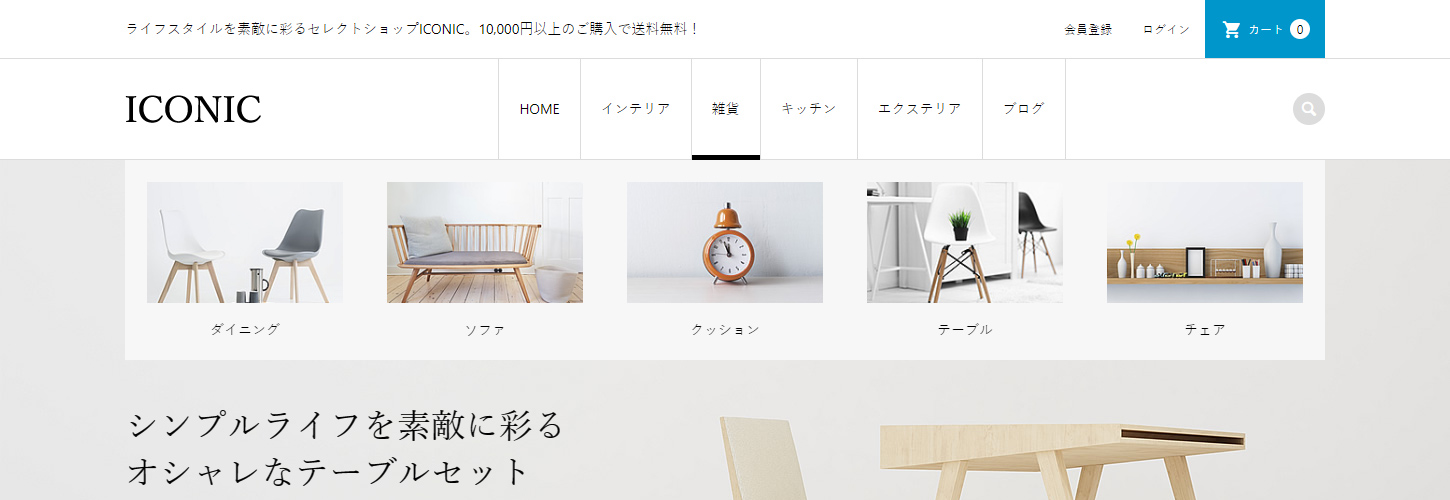 ライフスタイルを素敵に彩るセレクトショップICONIC。10,000円以上のご購入で送料無料！
会員登録
ログイン
カート 0
ICONIC
HOME
インテリア
雑貨
キッチン
エクステリア
ブログ
ダイニング
ソファ
クッション
テーブル
チェア
シンプルライフを素敵に彩る
オシャレなテーブルセット